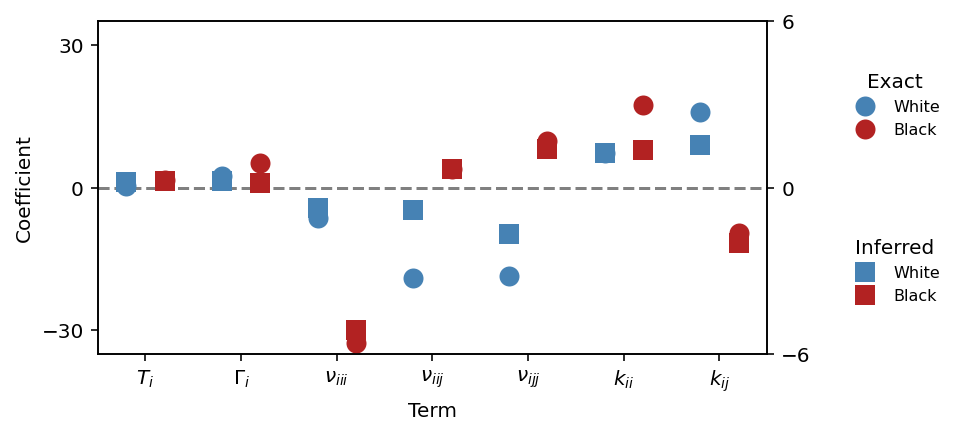 30
0
−30
Coefficient
6
0
−6
T_i
Γ_i
ν_iii
ν_iij
ν_ijj
k_ii
k_ij
Term
Exact
White
Black
Inferred
White
Black